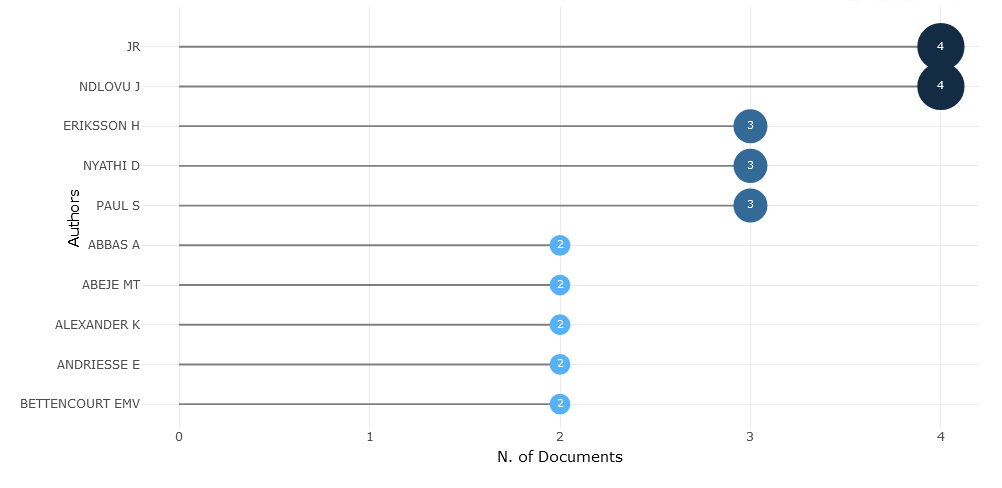 JR 4
NDLOVU J 4
ERIKSSON H 3
NYATHI D 3
PAUL S 3
ABBAS A 2
ABEJE MT 2
ALEXANDER K 2
ANDRIESSE E 2
BETTENCOURT EMV 2
Authors
0 1 2 3 4
N. of Documents